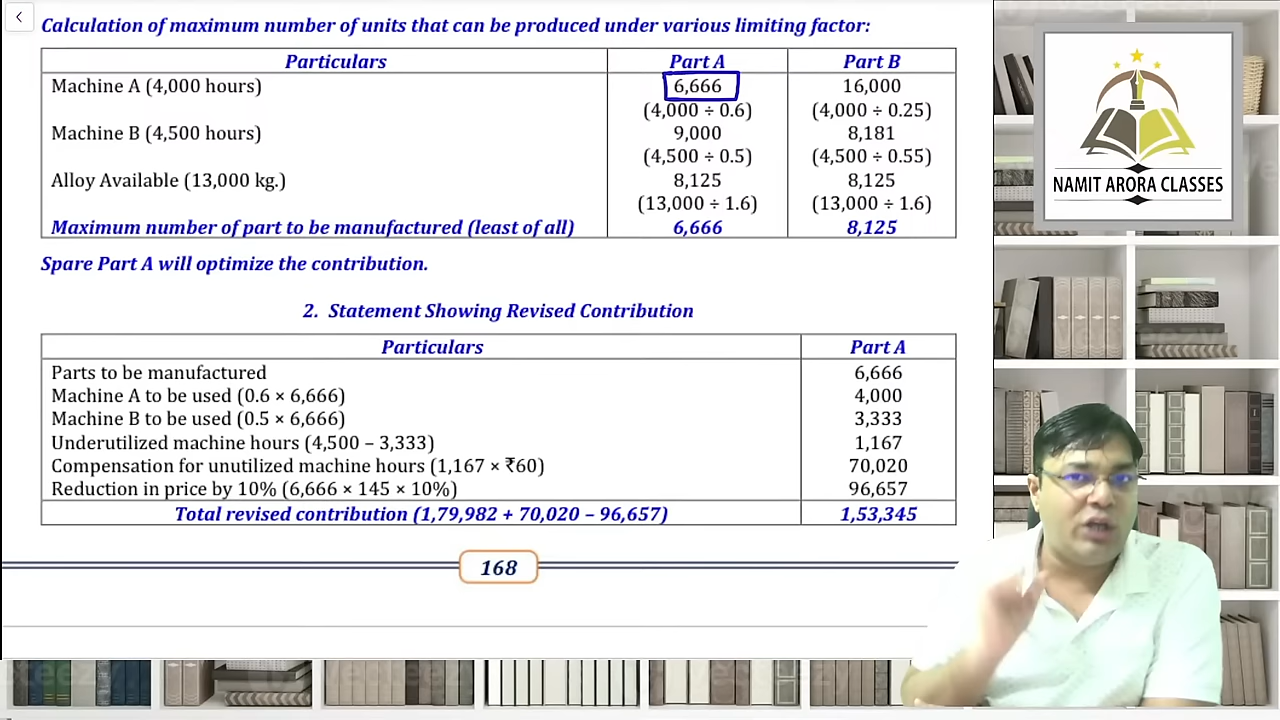 Calculation of maximum number of units that can be produced under various limiting factor:
Particulars Part A Part B
Machine A (4,000 hours) 6,666 16,000
(4,000 ÷ 0.6) (4,000 ÷ 0.25)
Machine B (4,500 hours) 9,000 8,181
(4,500 ÷ 0.5) (4,500 ÷ 0.55)
Alloy Available (13,000 kg.) 8,125 8,125
(13,000 ÷ 1.6) (13,000 ÷ 1.6)
Maximum number of part to be manufactured (least of all) 6,666 8,125
Spare Part A will optimize the contribution.
2. Statement Showing Revised Contribution
Particulars Part A
Parts to be manufactured 6,666
Machine A to be used (0.6 × 6,666) 4,000
Machine B to be used (0.5 × 6,666) 3,333
Underutilized machine hours (4,500 – 3,333) 1,167
Compensation for unutilized machine hours (1,167 × ₹60) 70,020
Reduction in price by 10% (6,666 × 145 × 10%) 96,657
Total revised contribution (1,79,982 + 70,020 – 96,657) 1,53,345
168
NAMIT ARORA CLASSES